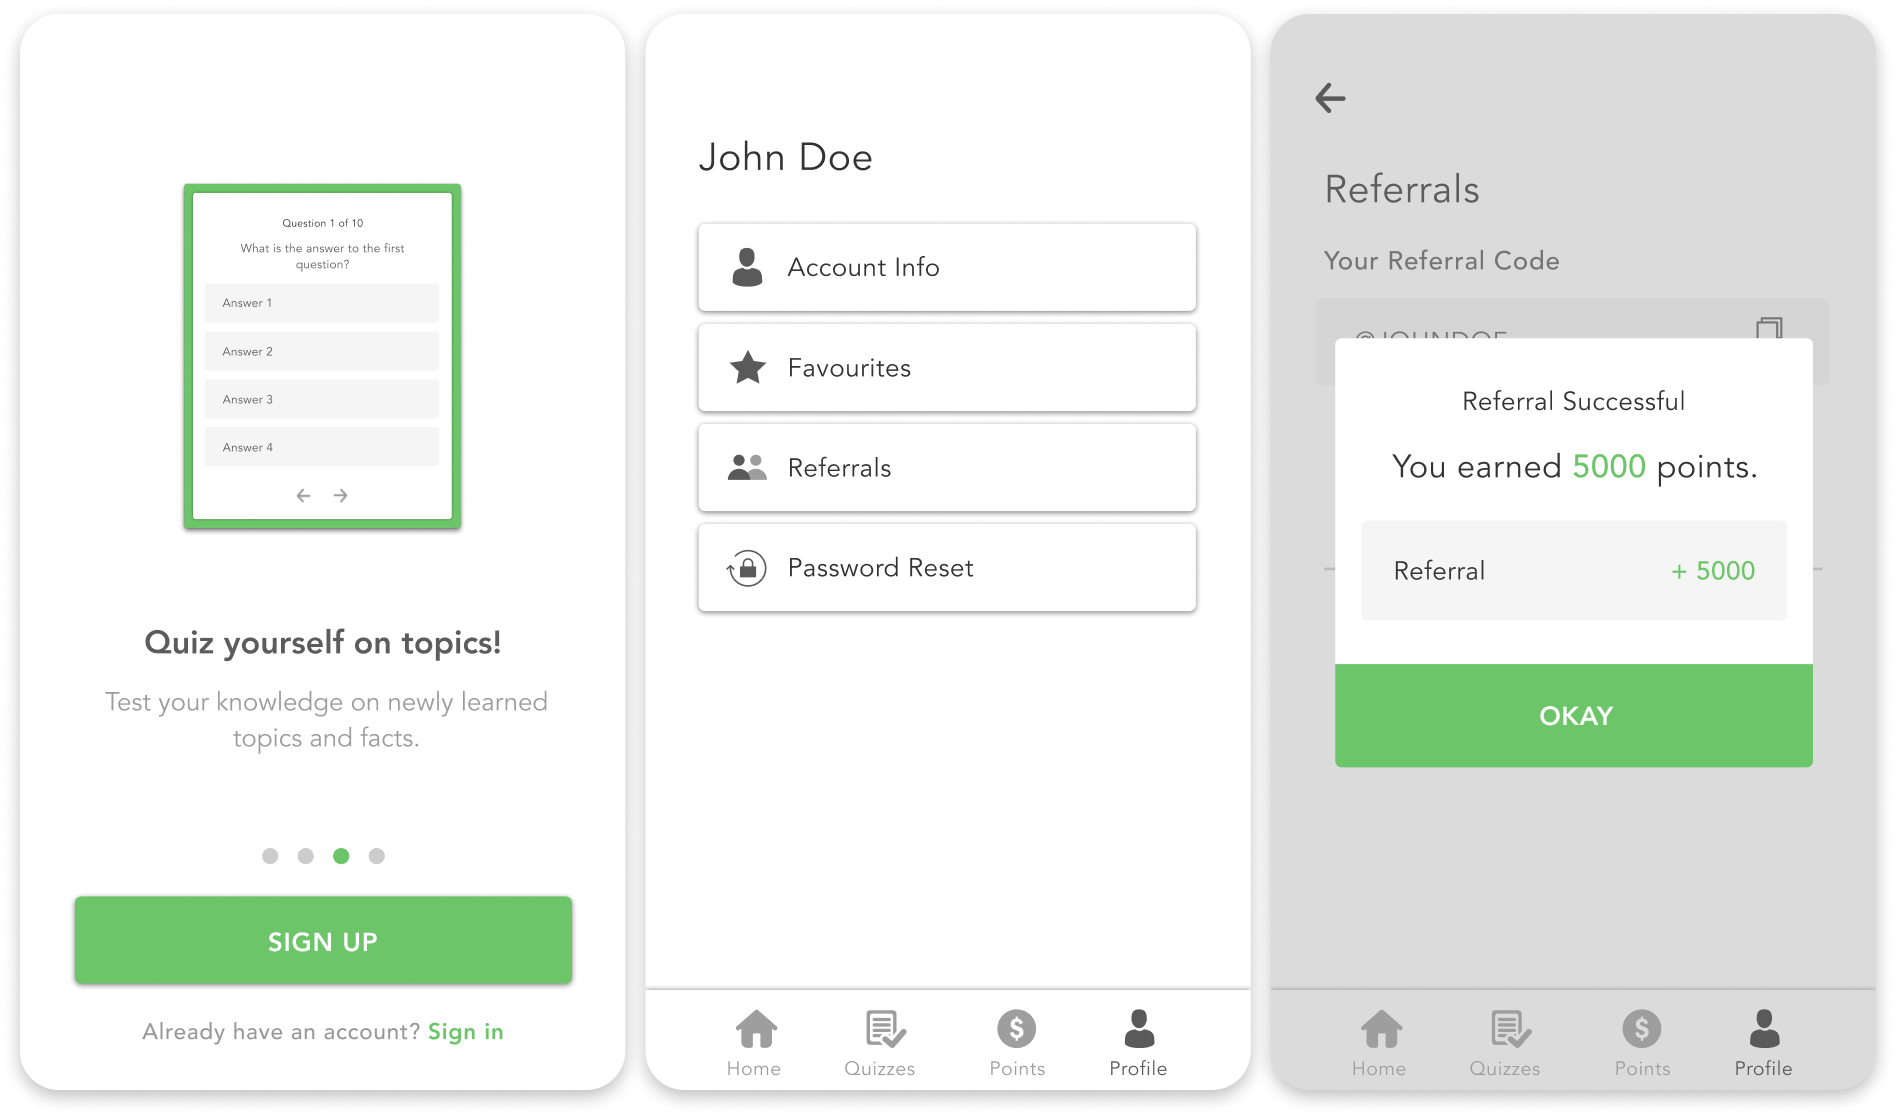 Question 1 of 10
What is the answer to the first
question?
Answer 1
Answer 2
Answer 3
Answer 4
Quiz yourself on topics!
Test your knowledge on newly learned
topics and facts.
SIGN UP
Already have an account? Sign in
John Doe
Account Info
Favourites
Referrals
Password Reset
Home Quizzes Points Profile
Referrals
Your Referral Code
@JOHNDOE
Referral Successful
You earned 5000 points.
Referral + 5000
OKAY
Home Quizzes Points Profile